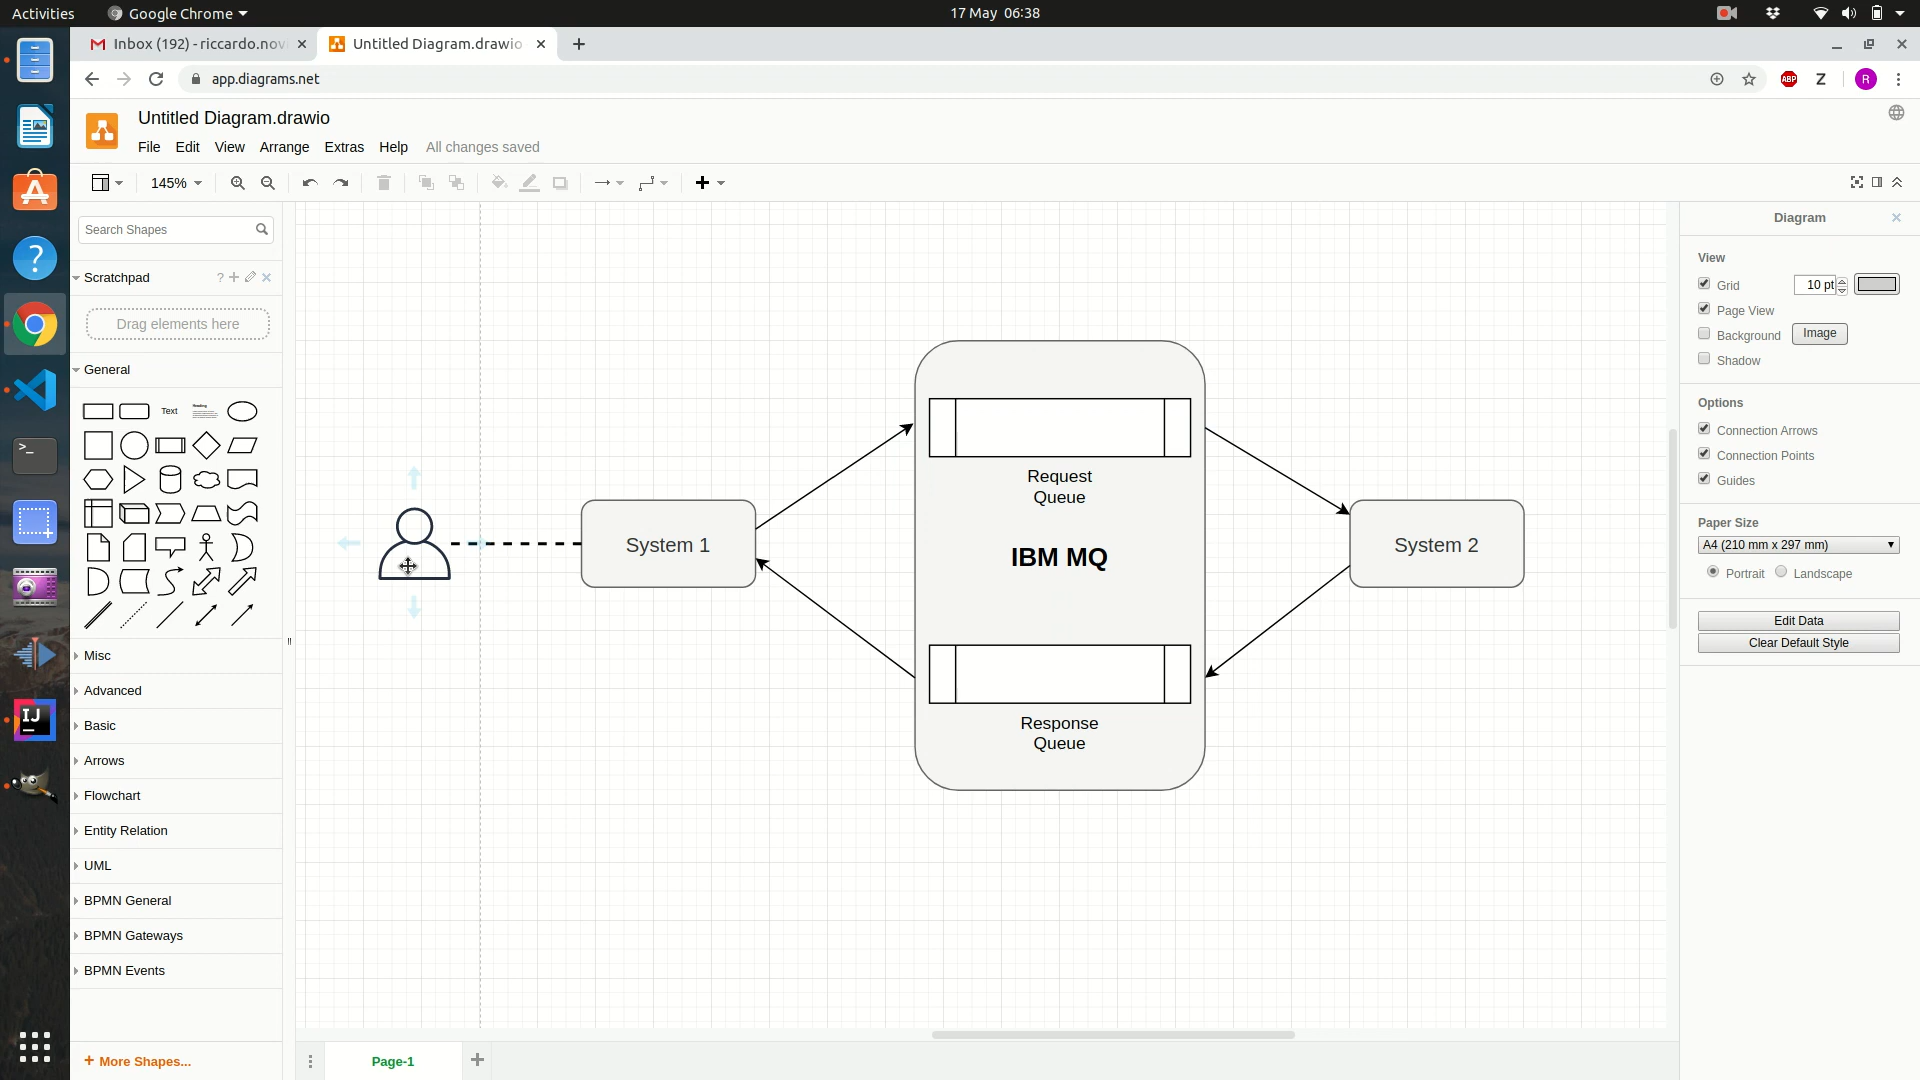 Activities
Google Chrome
17 May 06:38
Inbox (192) - riccardo.nov
Untitled Diagram.drawio
app.diagrams.net
ABP
Z
R
Untitled Diagram.drawio
File Edit View Arrange Extras Help All changes saved
145%
Search Shapes
Scratchpad
?
Drag elements here
General
Text
Heading
Misc
Advanced
Basic
Arrows
Flowchart
Entity Relation
UML
BPMN General
BPMN Gateways
BPMN Events
+ More Shapes...
System 1
Request
Queue
IBM MQ
Response
Queue
System 2
Page-1
Diagram
View
Grid
10 pt
Page View
Background
Image
Shadow
Options
Connection Arrows
Connection Points
Guides
Paper Size
A4 (210 mm x 297 mm)
Portrait
Landscape
Edit Data
Clear Default Style
IJ